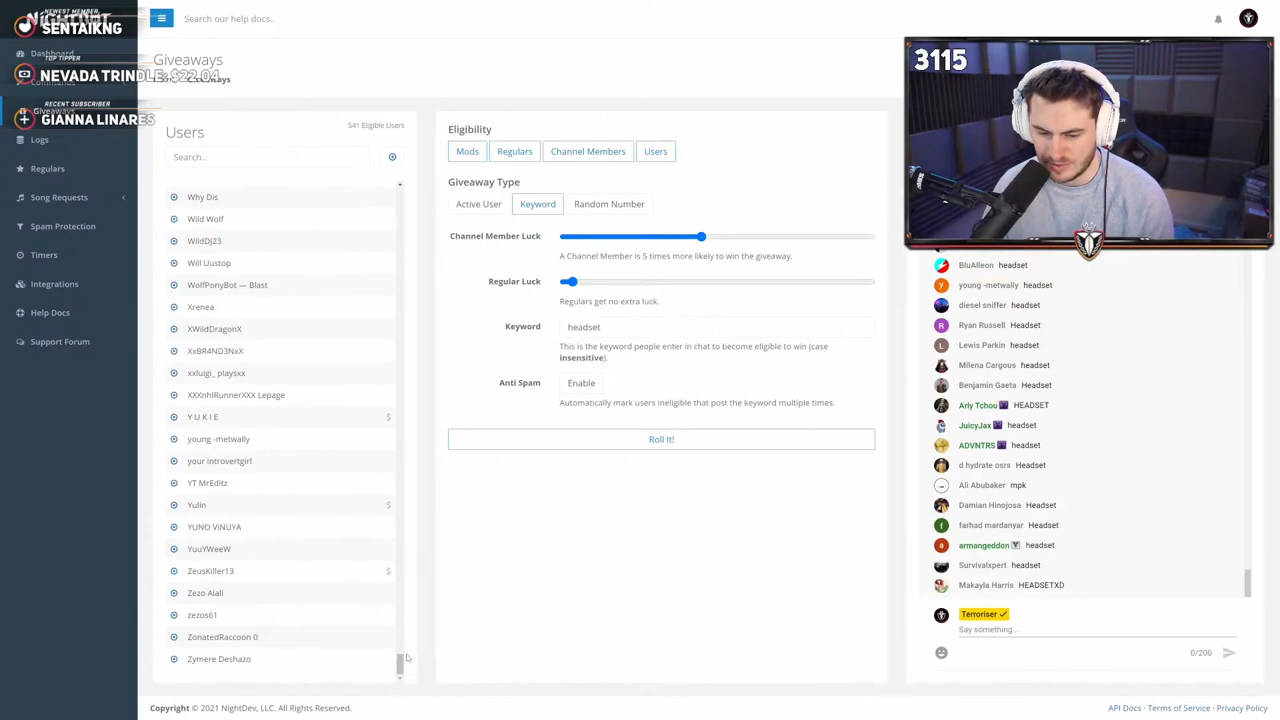 NEWEST MEMBER
SENTAIKNG
Search our help docs..
Dashboard
TOP TIPPER
NEVADA TRINDLE: $22.04
Giveaways
Giveaways
RECENT SUBSCRIBER
GIANNA LINARES
Logs
Regulars
Song Requests
Spam Protection
Timers
Integrations
Help Docs
Support Forum
Users
541 Eligible Users
Search...
Why Dis
Wild Wolf
WildDJ23
Will Uustop
WolfPonyBot — Blast
Xrenea
XWildDragonX
XxBR4ND3NxX
xxluigi_ playsxx
XXXnhlRunnerXXX Lepage
Y U K I E $
young -metwally
your introvertgirl
YT MrEditz
Yulin $
YUNO ViNUYA
YuuYWeeW
ZeusKiller13 $
Zezo Alali
zezos61
ZonatedRaccoon 0
Zymere Deshazo
Eligibility
Mods Regulars Channel Members Users
Giveaway Type
Active User Keyword Random Number
Channel Member Luck
A Channel Member is 5 times more likely to win the giveaway.
Regular Luck
Regulars get no extra luck.
Keyword headset
This is the keyword people enter in chat to become eligible to win (case
insensitive).
Anti Spam Enable
Automatically mark users ineligible that post the keyword multiple times.
Roll It!
3115
BluAlleon headset
young -metwally headset
diesel sniffer headset
R Ryan Russell Headset
L Lewis Parkin headset
Milena Cargous headset
Benjamin Gaeta Headset
Arly Tchou HEADSET
JuicyJax headset
ADVNTRS headset
d hydrate osrs Headset
Ali Abubaker mpk
Damian Hinojosa Headset
f farhad mardanyar Headset
a armangeddon headset
Survivalxpert headset
Makayla Harris HEADSETXD
Terroriser
Say something...
0/200
Copyright © 2021 NightDev, LLC. All Rights Reserved.
API Docs · Terms of Service · Privacy Policy